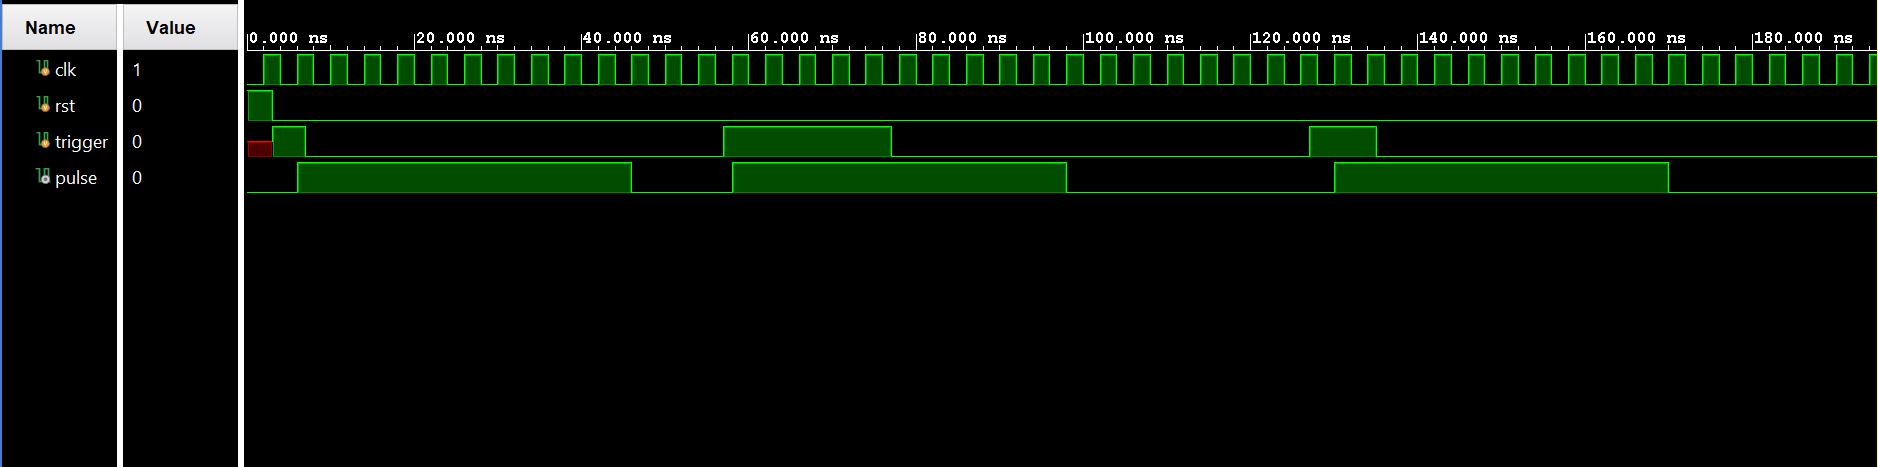 Name Value
0.000 ns 20.000 ns 40.000 ns 60.000 ns 80.000 ns 100.000 ns 120.000 ns 140.000 ns 160.000 ns 180.000 ns
clk 1
rst 0
trigger 0
pulse 0